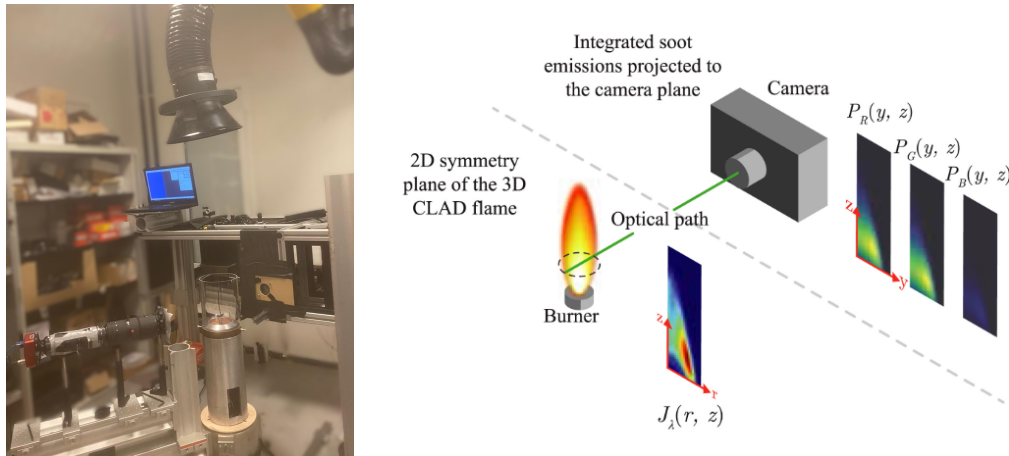 Integrated soot
emissions projected to
the camera plane
Camera
P_R(y, z)
P_G(y, z)
P_B(y, z)
2D symmetry
plane of the 3D
CLAD flame
Optical path
z
y
Burner
z
r
J_λ(r, z)